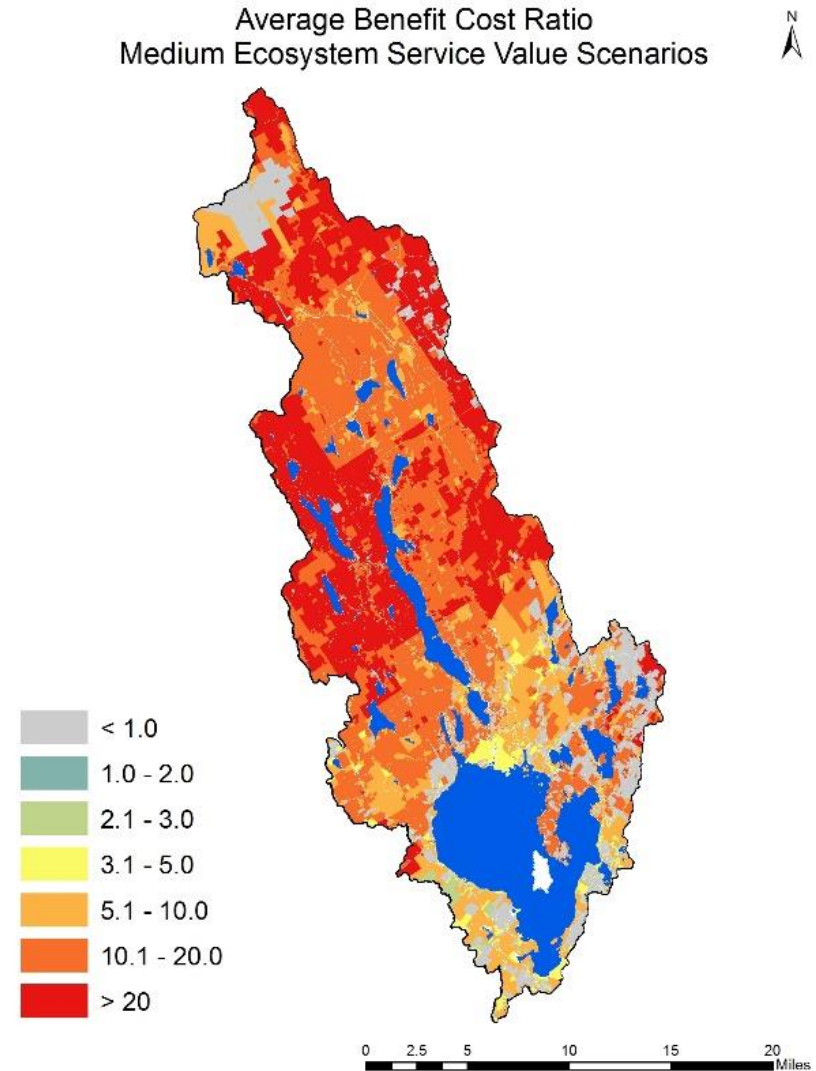 Average Benefit Cost Ratio
Medium Ecosystem Service Value Scenarios
N
< 1.0
1.0 - 2.0
2.1 - 3.0
3.1 - 5.0
5.1 - 10.0
10.1 - 20.0
> 20
0 2.5 5 10 15 20
Miles